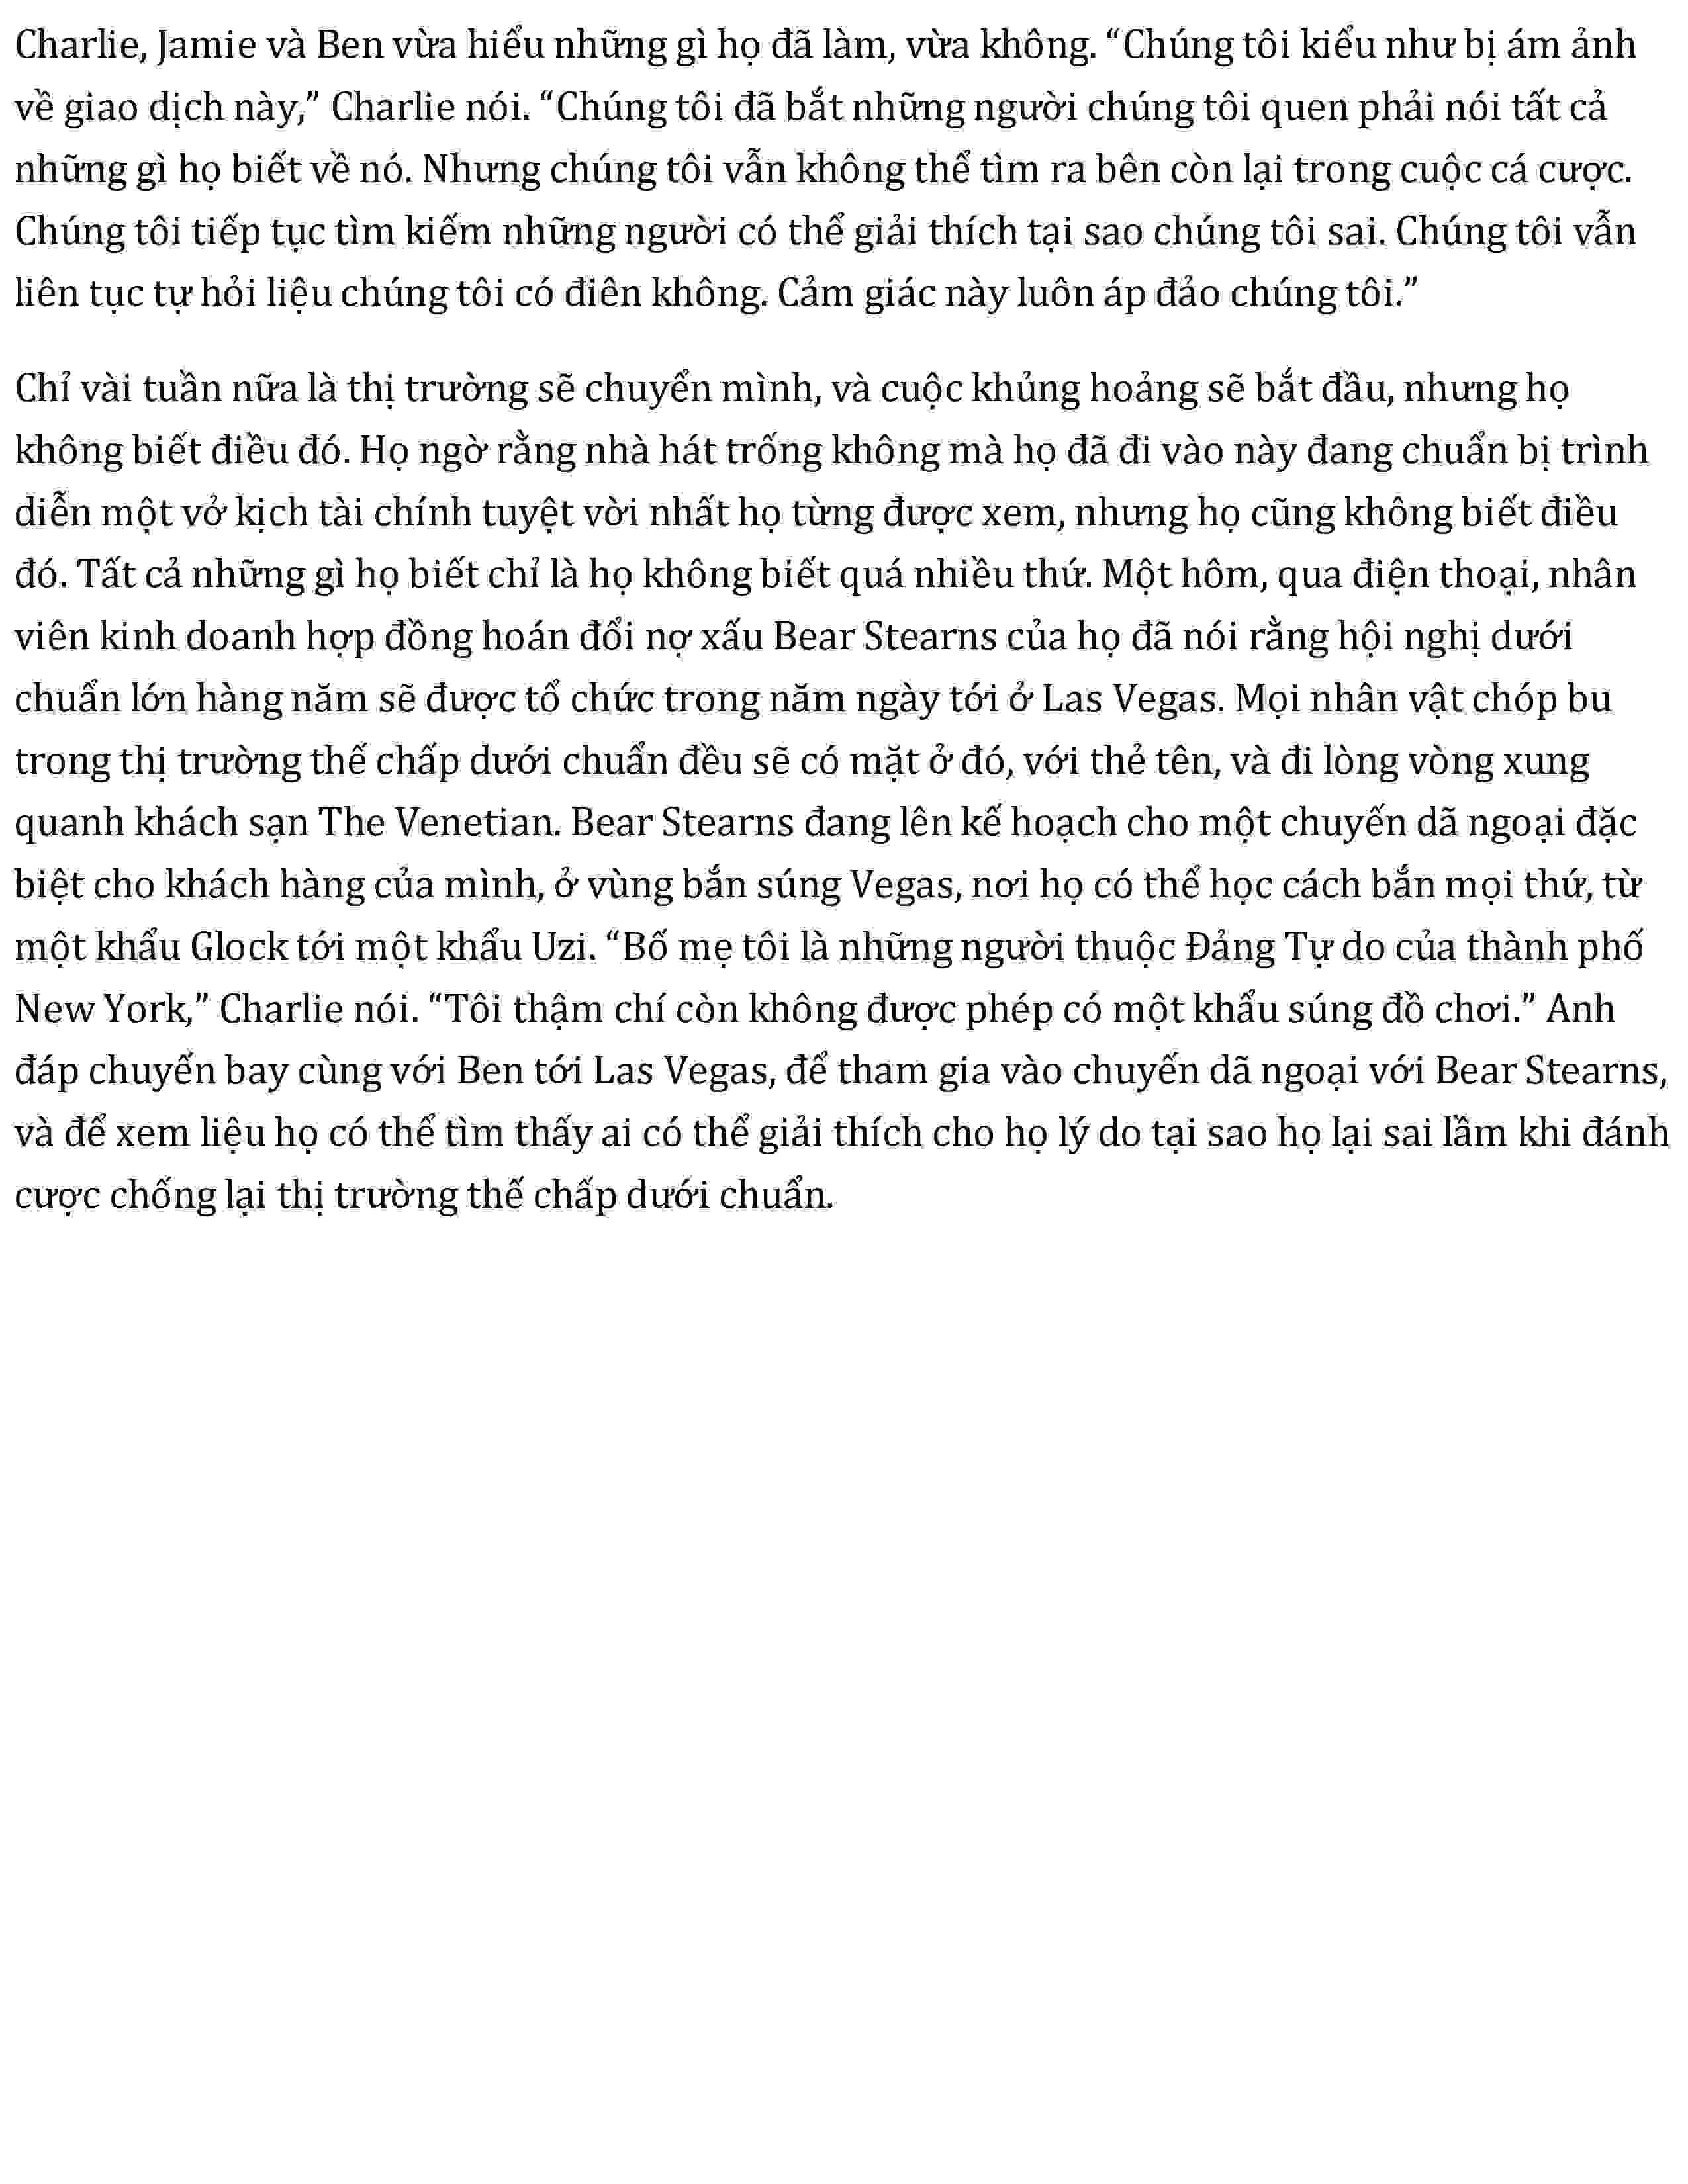 Charlie, Jamie và Ben vừa hiểu những gì họ đã làm, vừa không. “Chúng tôi kiểu như bị ám ảnh
về giao dịch này,” Charlie nói. “Chúng tôi đã bắt những người chúng tôi quen phải nói tất cả
những gì họ biết về nó. Nhưng chúng tôi vẫn không thể tìm ra bên còn lại trong cuộc cá cược.
Chúng tôi tiếp tục tìm kiếm những người có thể giải thích tại sao chúng tôi sai. Chúng tôi vẫn
liên tục tự hỏi liệu chúng tôi có điên không. Cảm giác này luôn áp đảo chúng tôi.”
Chỉ vài tuần nữa là thị trường sẽ chuyển mình, và cuộc khủng hoảng sẽ bắt đầu, nhưng họ
không biết điều đó. Họ ngờ rằng nhà hát trống không mà họ đã đi vào này đang chuẩn bị trình
diễn một vở kịch tài chính tuyệt vời nhất họ từng được xem, nhưng họ cũng không biết điều
đó. Tất cả những gì họ biết chỉ là họ không biết quá nhiều thứ. Một hôm, qua điện thoại, nhân
viên kinh doanh hợp đồng hoán đổi nợ xấu Bear Stearns của họ đã nói rằng hội nghị dưới
chuẩn lớn hàng năm sẽ được tổ chức trong năm ngày tới ở Las Vegas. Mọi nhân vật chóp bu
trong thị trường thế chấp dưới chuẩn đều sẽ có mặt ở đó, với thẻ tên, và đi lòng vòng xung
quanh khách sạn The Venetian. Bear Stearns đang lên kế hoạch cho một chuyến dã ngoại đặc
biệt cho khách hàng của mình, ở vùng bắn súng Vegas, nơi họ có thể học cách bắn mọi thứ, từ
một khẩu Glock tới một khẩu Uzi. “Bố mẹ tôi là những người thuộc Đảng Tự do của thành phố
New York,” Charlie nói. “Tôi thậm chí còn không được phép có một khẩu súng đồ chơi.” Anh
đáp chuyến bay cùng với Ben tới Las Vegas, để tham gia vào chuyến dã ngoại với Bear Stearns,
và để xem liệu họ có thể tìm thấy ai có thể giải thích cho họ lý do tại sao họ lại sai lầm khi đánh
cược chống lại thị trường thế chấp dưới chuẩn.